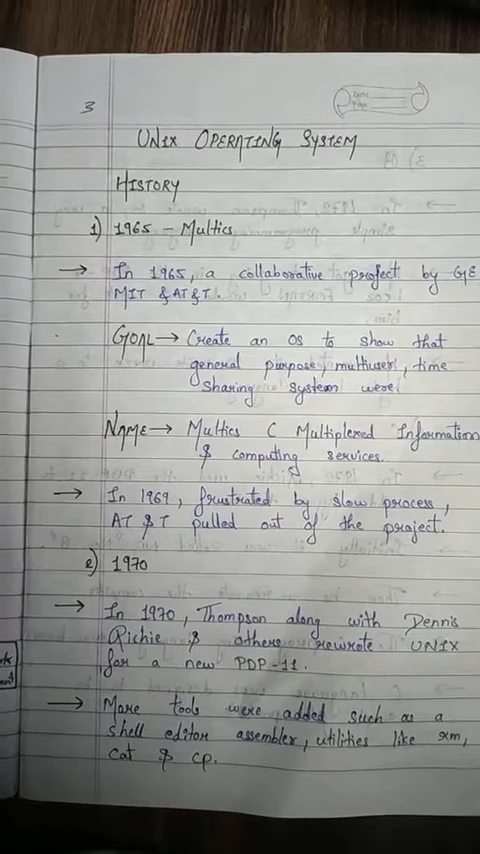 3
UNIX OPERATING SYSTEM
HISTORY
1) 1965 - Multics
→ In 1965, a collaborative project by GE
MIT & AT&T.
GOAL → Create an OS to show that
general purpose, multiuser, time
sharing system were.
NAME → Multics C Multiplexed Information
& computing services.
→ In 1969, frustrated by slow process,
AT & T pulled out of the project.
2) 1970
→ In 1970, Thompson along with Dennis
Richie & others rewrote UNIX
for a new PDP-11.
→ More tools were added such as a
shell editor assembler, utilities like rm,
cat & cp.